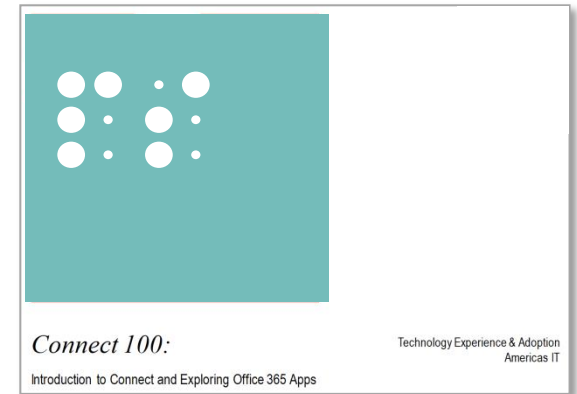 ⠏⠎
Connect 100:
Introduction to Connect and Exploring Office 365 Apps
Technology Experience & Adoption
Americas IT